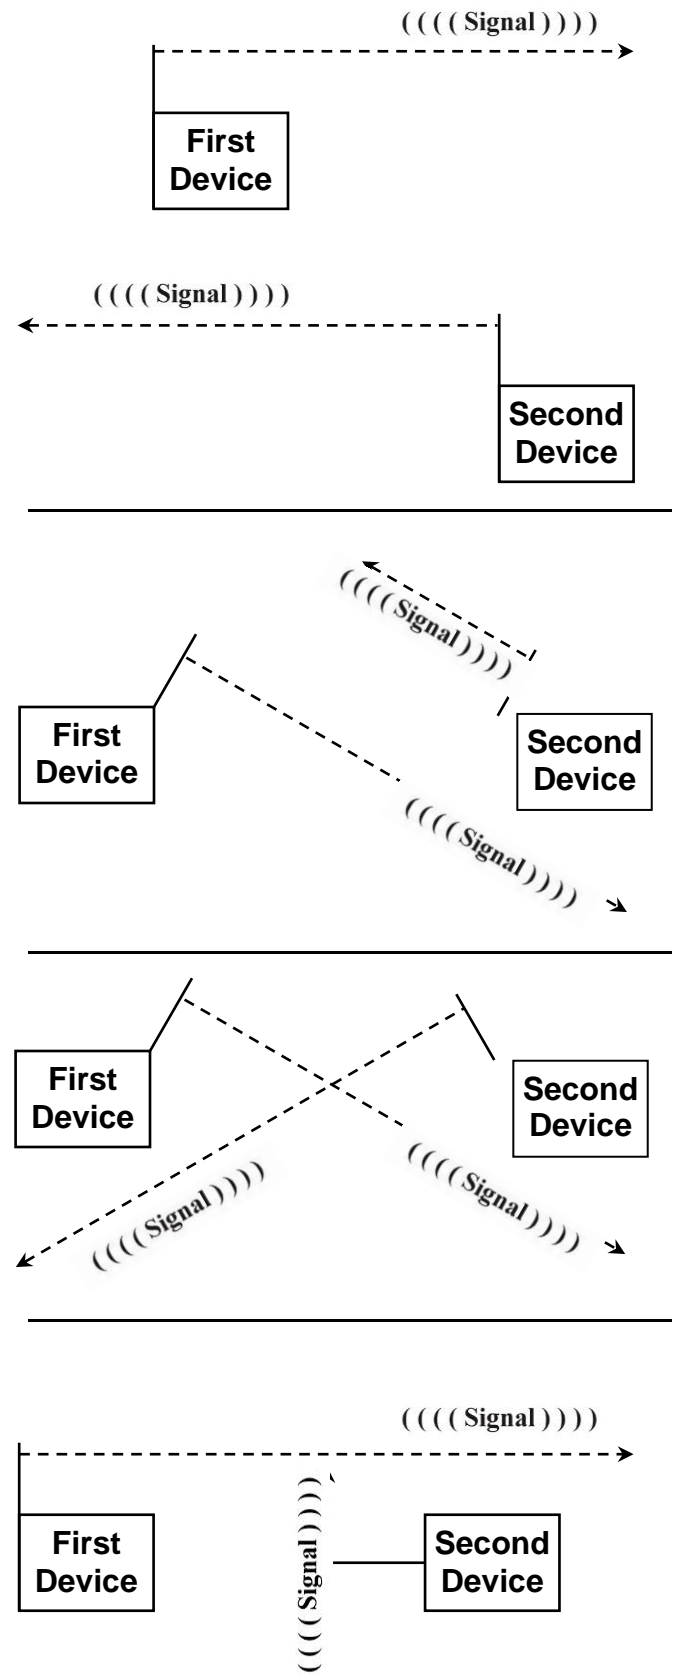 ( ( ( ( Signal ) ) ) )
First
Device
( ( ( ( Signal ) ) ) )
Second
Device
( ( ( ( Signal ) ) ) )
First
Device
Second
Device
( ( ( ( Signal ) ) ) )
First
Device
Second
Device
( ( ( ( Signal ) ) ) )
( ( ( ( Signal ) ) ) )
( ( ( ( Signal ) ) ) )
First
Device
( ( ( ( Signal ) ) ) )
Second
Device